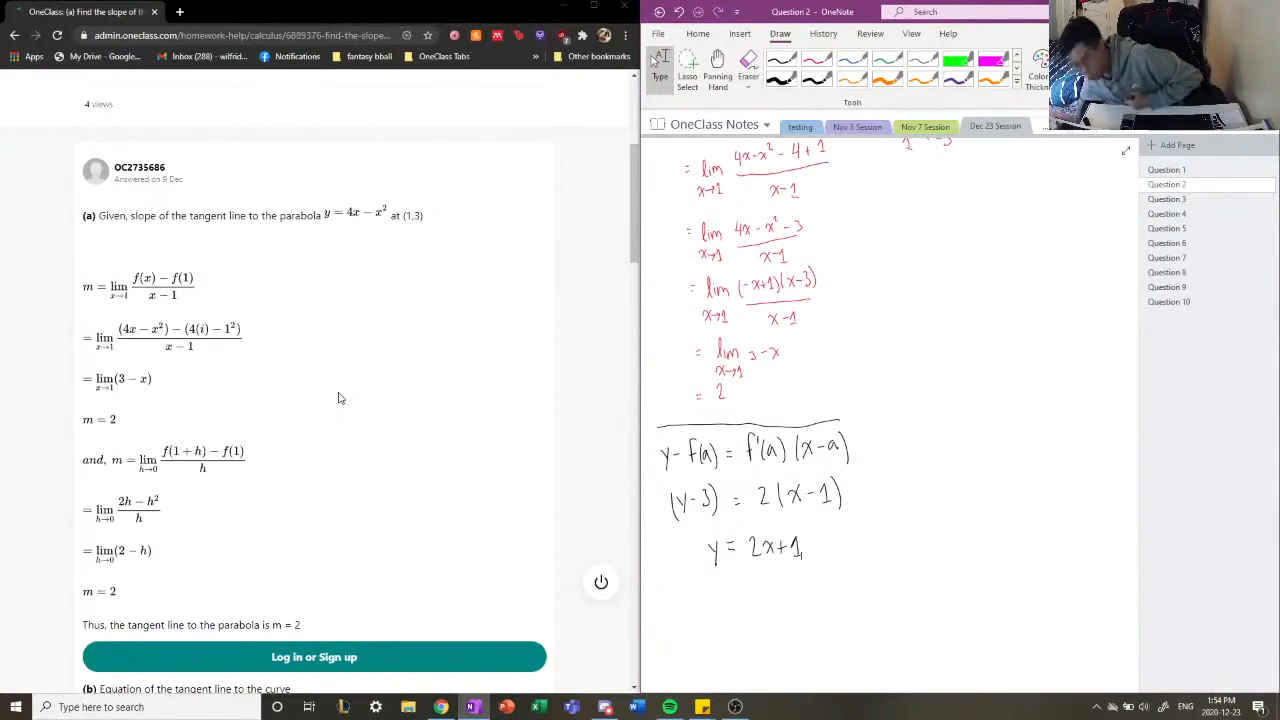 OneClass (a) Find the slope of th
admin.oneclass.com/homework-help/calculus/6889376-find-the-slope...
Apps
My Drive - Googl...
Inbox (1) - wmorri...
fantasy bball
OneClass Tabs
Other bookmarks
4 views
OC2735686
Answered on 9 Dec
(a) Given, slope of the tangent line to the parabola y = 4x − x² at (1.3)
m = lim x→1 f(x) − f(1) / x − 1
= lim x→1 (4x − x²) − (4(i) − 1²) / x − 1
= lim x→1 (3 − x)
m = 2
and, m = lim h→0 f(1 + h) − f(1) / h
= lim h→0 2h − h² / h
= lim h→0 (2 − h)
m = 2
Thus, the tangent line to the parabola is m = 2
Log in or Sign up
(b) Equation of the tangent line to the curve
Question 2 - OneNote
Search
File Home Insert Draw History Review View Help
Type
Lasso Select
Panning Hand
Eraser
Color
Thickn
Tools
OneClass Notes
testing
Nov 5 Session
Nov 7 Session
Dec 23 Session
Add Page
Question 1
Question 2
Question 3
Question 4
Question 5
Question 6
Question 7
Question 8
Question 9
Question 10
= lim x→1 4x-x² - 4 + 1 / x-1
= lim x→1 4x - x² - 3 / x-1
= lim x→1 (-x+1)(x-3) / x-1
= lim x→1 3-x
= 2
y - f(a) = f'(a) (x-a)
(y-3) = 2(x-1)
y = 2x+1
Type here to search
ENG
1:54 PM
2020-12-23